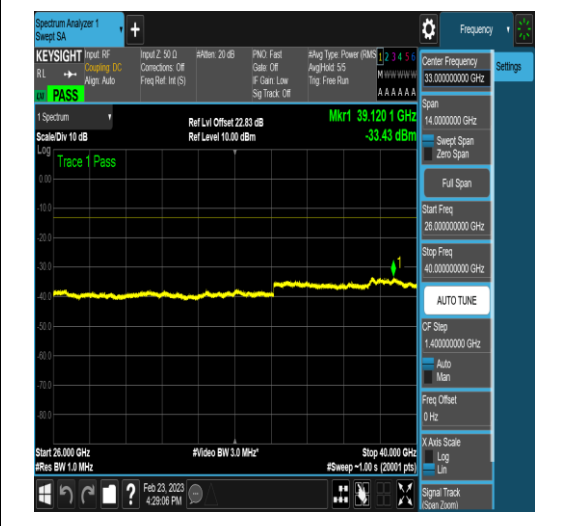 Spectrum Analyzer 1
Swept SA
+
Frequency
KEYSIGHT
RL
PASS
Input: RF
Coupling: DC
Align: Auto
Input Z: 50 Ω
Corrections: Off
Freq Ref: Int (S)
#Atten: 20 dB
PNO: Fast
Gate: Off
IF Gain: Low
Sig Track: Off
#Avg Type: Power (RMS)
Avg|Hold: 5/5
Trig: Free Run
1 2 3 4 5 6
M W W W W W
A A A A A A
Settings
1 Spectrum
Scale/Div 10 dB
Ref Lvl Offset 22.83 dB
Ref Level 10.00 dBm
Mkr1 39.120 1 GHz
-33.43 dBm
Log
Trace 1 Pass
0.00
-10.0
-20.0
-30.0
-40.0
-50.0
-60.0
-70.0
-80.0
1
Start 26.000 GHz
#Res BW 1.0 MHz
#Video BW 3.0 MHz*
Stop 40.000 GHz
#Sweep ~1.00 s (20001 pts)
Center Frequency
33.000000000 GHz
Span
14.0000000 GHz
Swept Span
Zero Span
Full Span
Start Freq
26.000000000 GHz
Stop Freq
40.000000000 GHz
AUTO TUNE
CF Step
1.400000000 GHz
Auto
Man
Freq Offset
0 Hz
X Axis Scale
Log
Lin
Signal Track
(Span Zoom)
?
Feb 23, 2023
4:29:06 PM